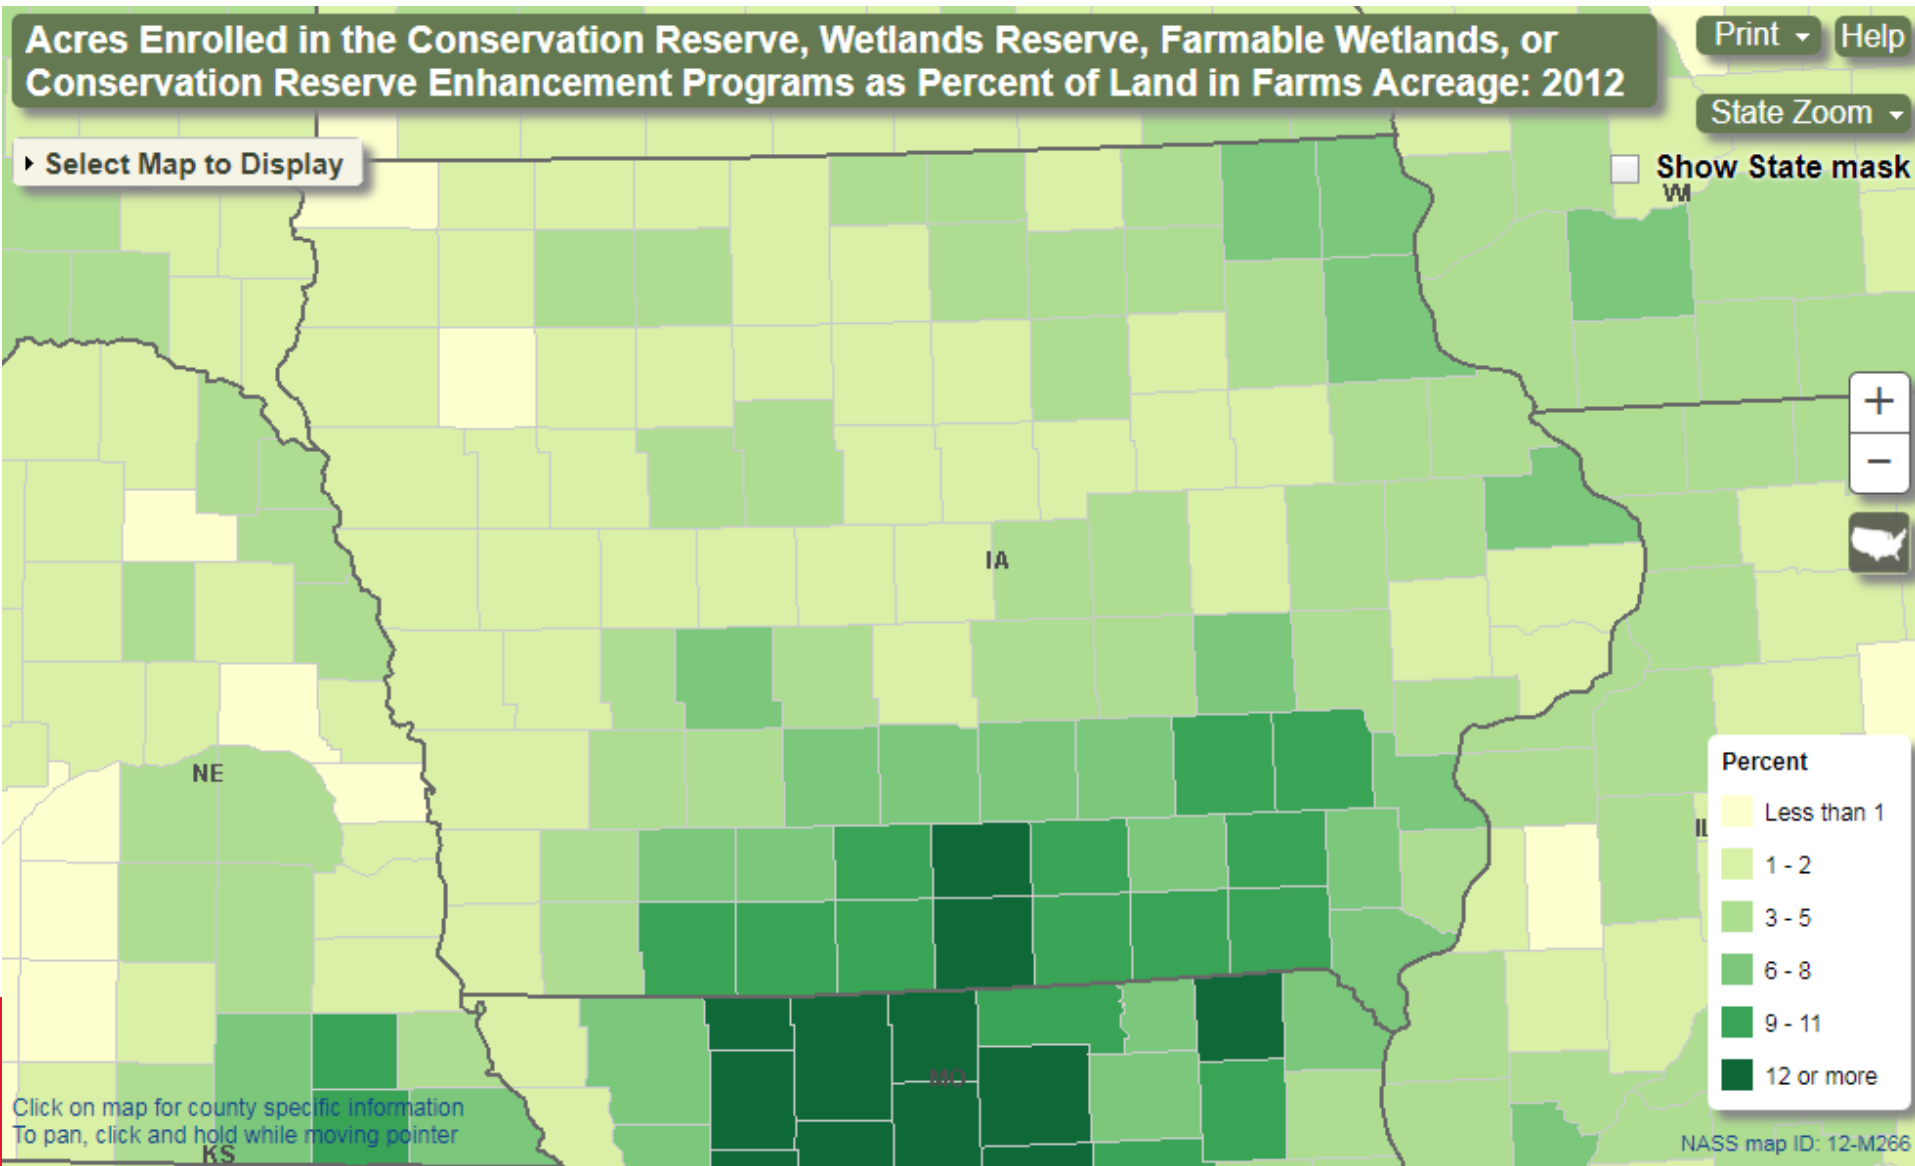 Acres Enrolled in the Conservation Reserve, Wetlands Reserve, Farmable Wetlands, or
Conservation Reserve Enhancement Programs as Percent of Land in Farms Acreage: 2012
Print
Help
State Zoom
Select Map to Display
Show State mask
WI
+
−
IA
NE
Percent
Less than 1
1 - 2
3 - 5
6 - 8
9 - 11
12 or more
IL
MO
Click on map for county specific information
To pan, click and hold while moving pointer
KS
NASS map ID: 12-M266